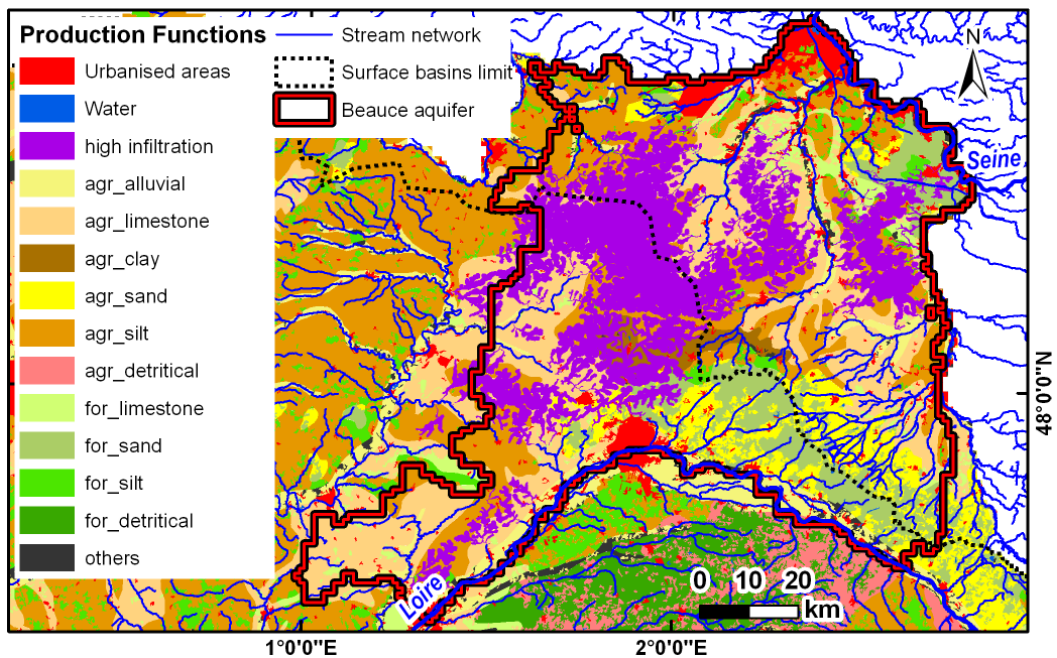 Production Functions
Urbanised areas
Water
high infiltration
agr_alluvial
agr_limestone
agr_clay
agr_sand
agr_silt
agr_detritical
for_limestone
for_sand
for_silt
for_detritical
others
Stream network
Surface basins limit
Beauce aquifer
N
Seine
48°0'0"N
Loire
0 10 20
km
1°0'0"E
2°0'0"E